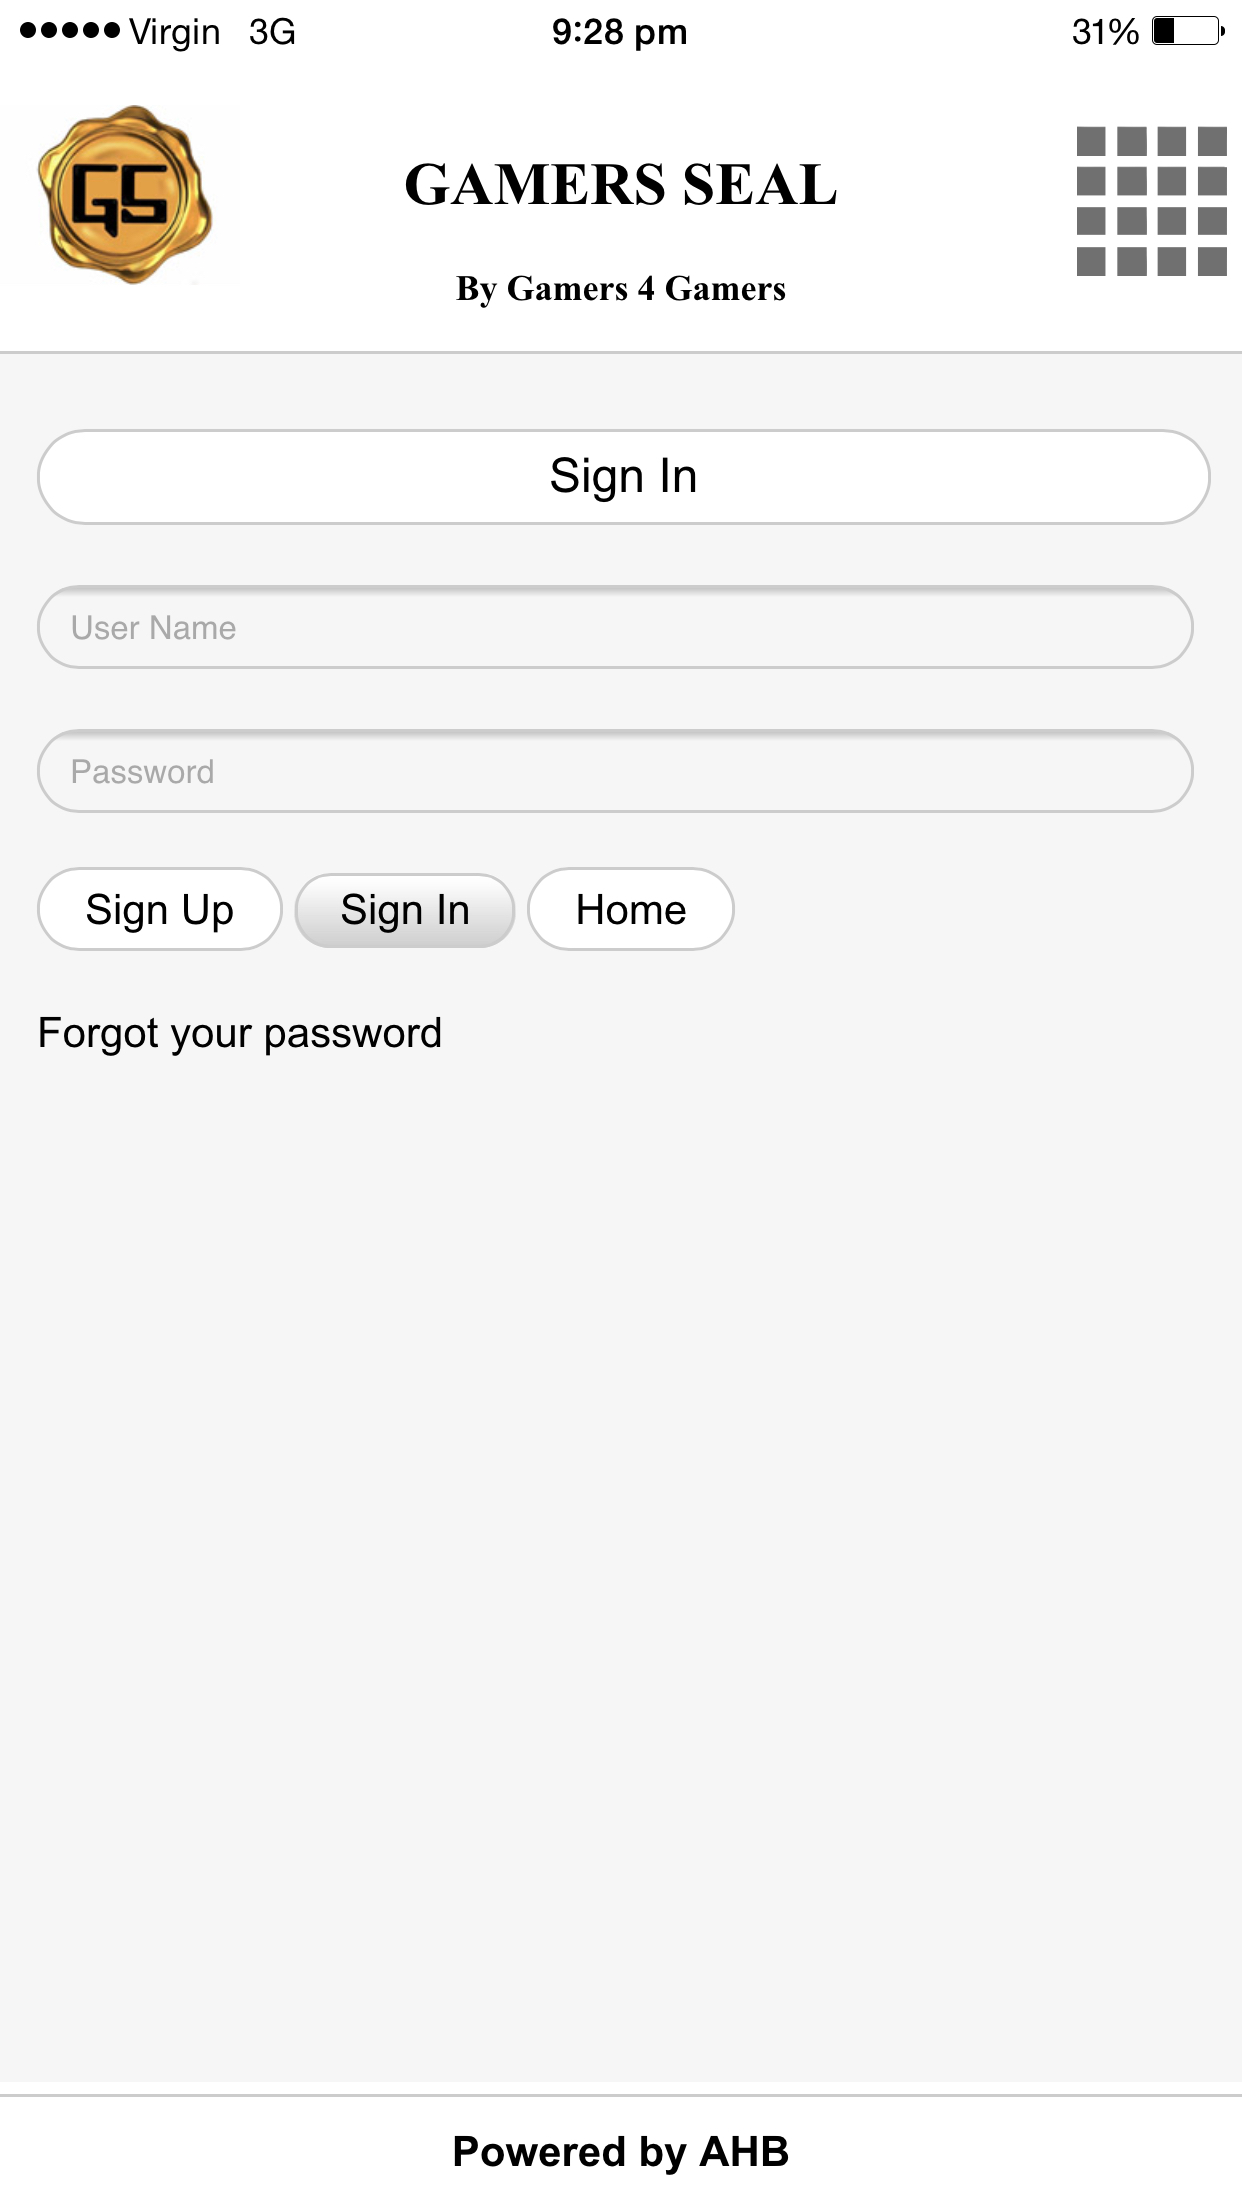 Virgin 3G 9:28 pm 31%
GS
GAMERS SEAL
By Gamers 4 Gamers
Sign In
User Name
Password
Sign Up Sign In Home
Forgot your password
Powered by AHB